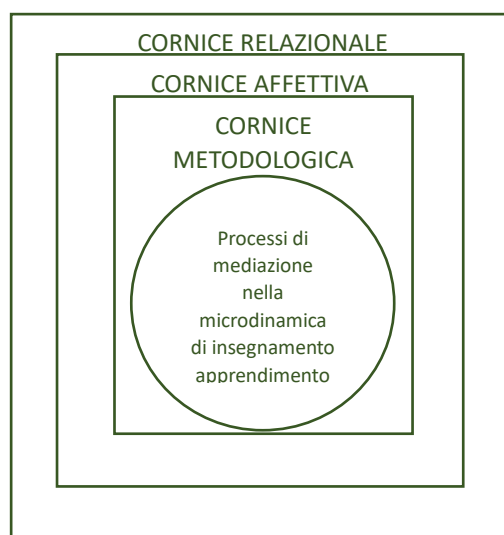 CORNICE RELAZIONALE
CORNICE AFFETTIVA
CORNICE
METODOLOGICA
Processi di
mediazione
nella
microdinamica
di insegnamento
apprendimento